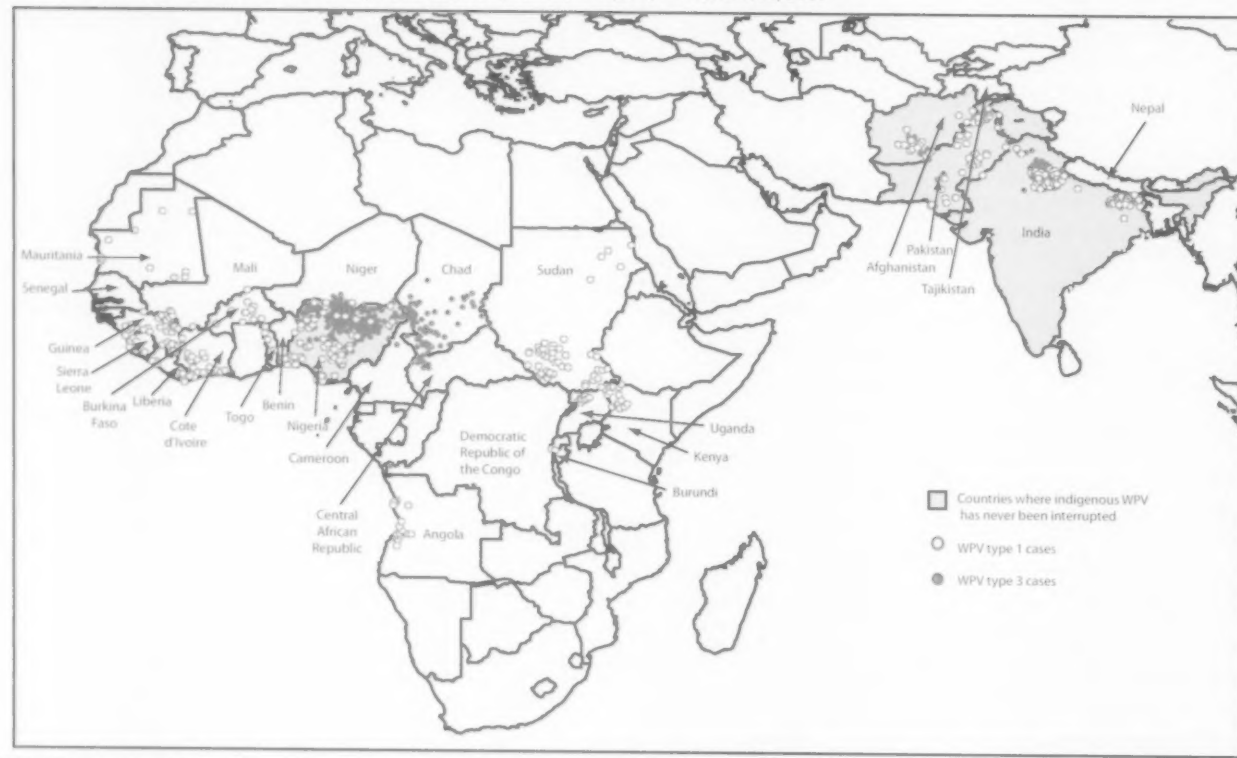 Nepal
India
Pakistan
Afghanistan
Tajikistan
Mauritania
Mali
Niger
Chad
Sudan
Senegal
Guinea
Sierra
Leone
Burkina
Faso
Liberia
Cote
d'Ivoire
Togo
Benin
Nigeria
Cameroon
Central
African
Republic
Democratic
Republic of
the Congo
Uganda
Kenya
Burundi
Angola
Countries where indigenous WPV
has never been interrupted
WPV type 1 cases
WPV type 3 cases